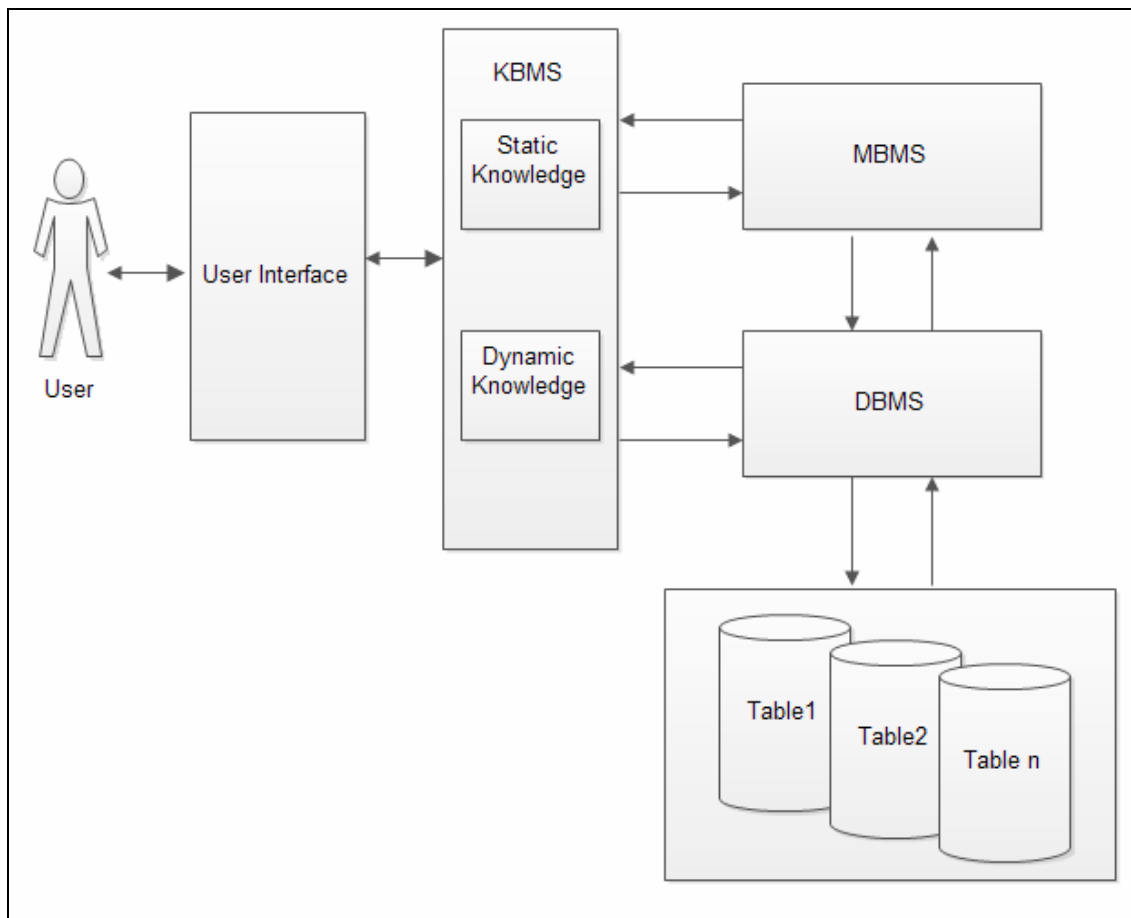 User
User Interface
KBMS
Static
Knowledge
Dynamic
Knowledge
MBMS
DBMS
Table1
Table2
Table n